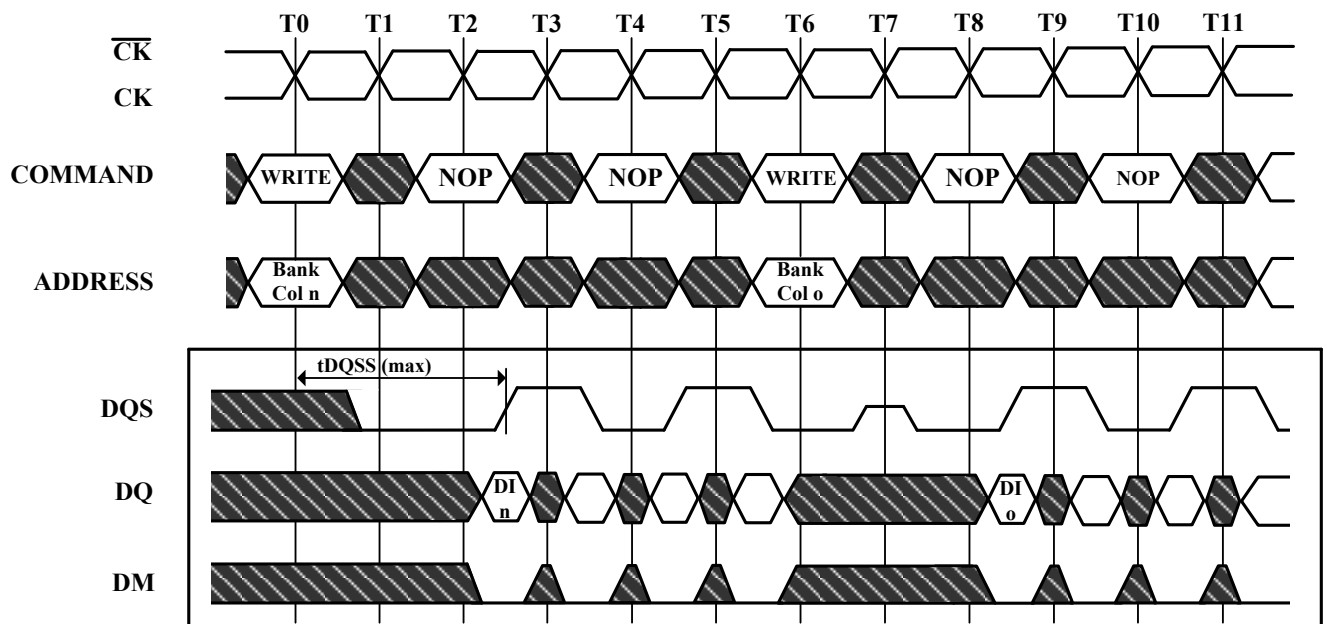 T0 T1 T2 T3 T4 T5 T6 T7 T8 T9 T10 T11
CK
CK
COMMAND WRITE NOP NOP WRITE NOP NOP
ADDRESS Bank Col n Bank Col o
tDQSS (max)
DQS
DQ DI n DI o
DM